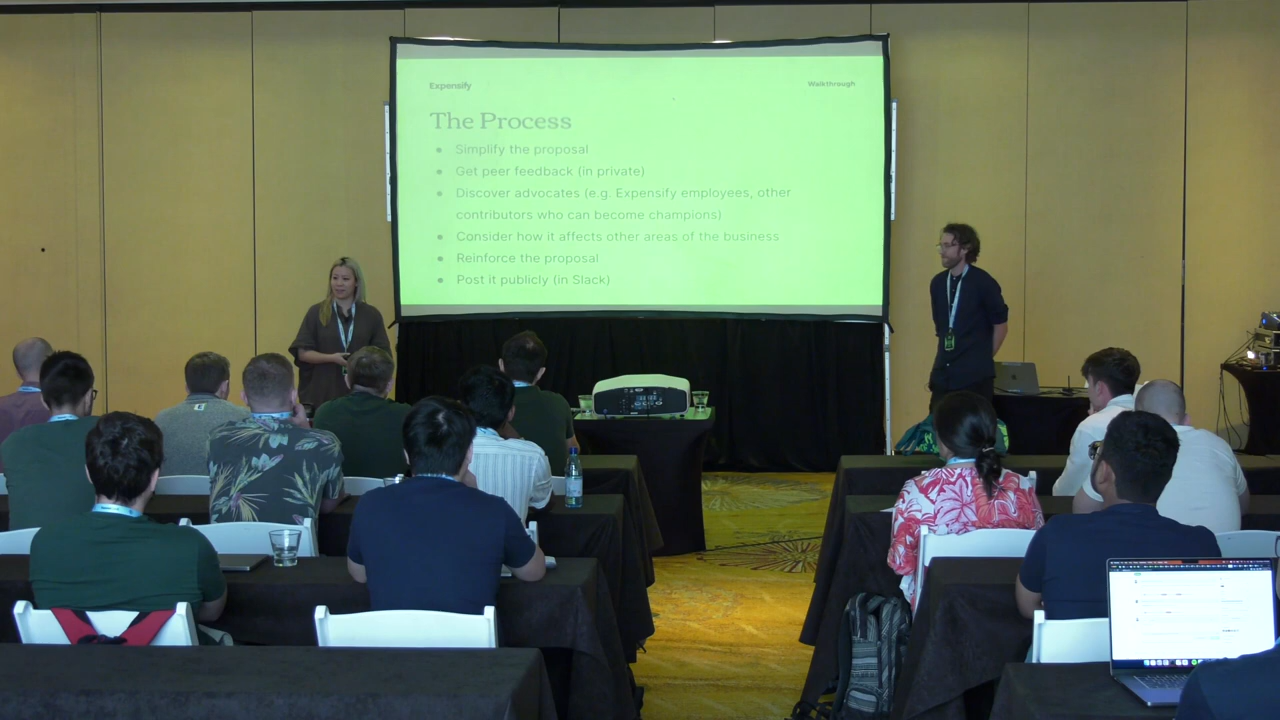 Expensify
Walkthrough
The Process
● Simplify the proposal
● Get peer feedback (in private)
● Discover advocates (e.g. Expensify employees, other
contributors who can become champions)
● Consider how it affects other areas of the business
● Reinforce the proposal
● Post it publicly (in Slack)